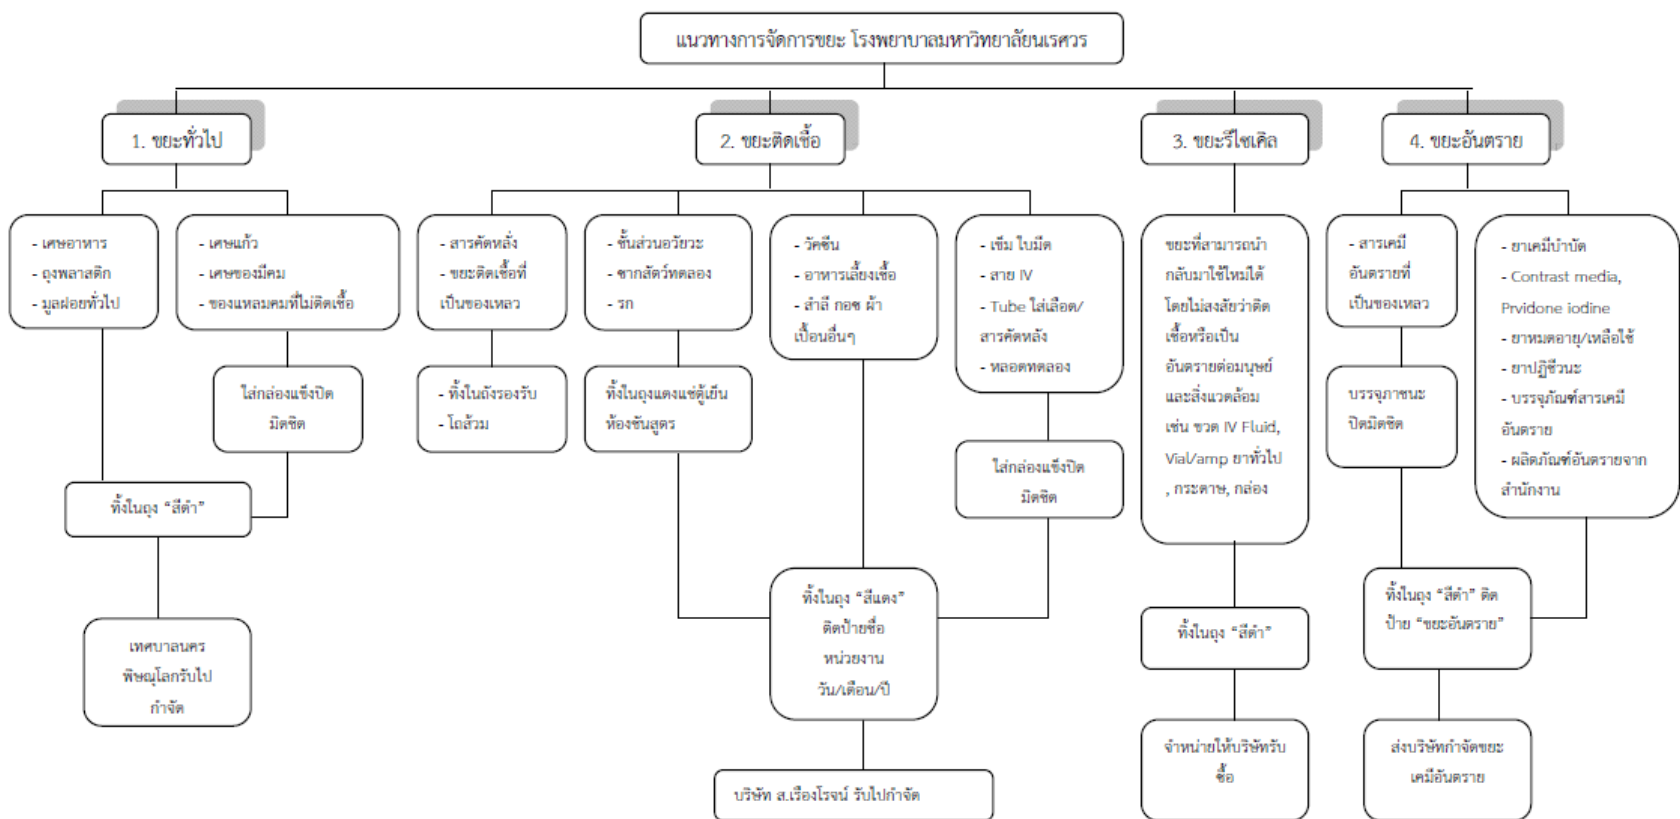 แนวทางการจัดการขยะ โรงพยาบาลมหาวิทยาลัยนเรศวร
1. ขยะทั่วไป
2. ขยะติดเชื้อ
3. ขยะรีไซเคิล
4. ขยะอันตราย
- เศษอาหาร
- ถุงพลาสติก
- มูลฝอยทั่วไป
- เศษแก้ว
- เศษของมีคม
- ของแหลมคมที่ไม่ติดเชื้อ
ใส่กล่องแข็งปิด
มิดชิด
ทิ้งในถุง “สีดำ”
เทศบาลนคร
พิษณุโลกรับไป
กำจัด
- สารคัดหลั่ง
- ขยะติดเชื้อที่
เป็นของเหลว
- ทิ้งในถังรองรับ
- โถส้วม
- ชิ้นส่วนอวัยวะ
- ซากสัตว์ทดลอง
- รก
ทิ้งในถุงแดงแช่ตู้เย็น
ห้องชันสูตร
- วัคซีน
- อาหารเลี้ยงเชื้อ
- สำลี กอซ ผ้า
เปื้อนอื่นๆ
- เข็ม ใบมีด
- สาย IV
- Tube ใส่เลือด/
สารคัดหลัง
- หลอดทดลอง
ใส่กล่องแข็งปิด
มิดชิด
ทิ้งในถุง “สีแดง”
ติดป้ายชื่อ
หน่วยงาน
วัน/เดือน/ปี
บริษัท ส.เรืองโรจน์ รับไปกำจัด
ขยะที่สามารถนำ
กลับมาใช้ใหม่ได้
โดยไม่สงสัยว่าติด
เชื้อหรือเป็น
อันตรายต่อมนุษย์
และสิ่งแวดล้อม
เช่น ขวด IV Fluid,
Vial/amp ยาทั่วไป
, กระดาษ, กล่อง
ทิ้งในถุง “สีดำ”
จำหน่ายให้บริษัทรับ
ซื้อ
- สารเคมี
อันตรายที่
เป็นของเหลว
บรรจุภาชนะ
ปิดมิดชิด
- ยาเคมีบำบัด
- Contrast media,
Prvidone iodine
- ยาหมดอายุ/เหลือใช้
- ยาปฏิชีวนะ
- บรรจุภัณฑ์สารเคมี
อันตราย
- ผลิตภัณฑ์อันตรายจาก
สำนักงาน
ทิ้งในถุง “สีดำ” ติด
ป้าย “ขยะอันตราย”
ส่งบริษัทกำจัดขยะ
เคมีอันตราย